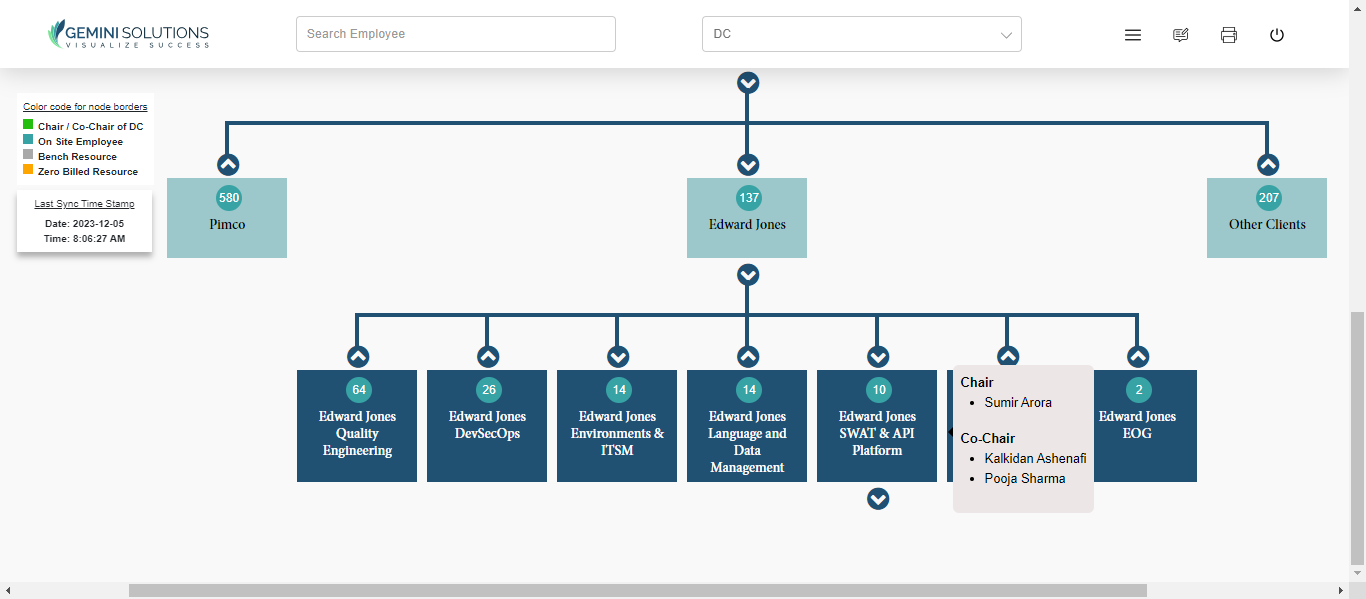 GEMINI SOLUTIONS
VISUALIZE SUCCESS
Search Employee
DC
Color code for node borders
Chair / Co-Chair of DC
On Site Employee
Bench Resource
Zero Billed Resource
Last Sync Time Stamp
Date: 2023-12-05
Time: 8:06:27 AM
580
Pimco
137
Edward Jones
207
Other Clients
64
Edward Jones
Quality
Engineering
26
Edward Jones
DevSecOps
14
Edward Jones
Environments &
ITSM
14
Edward Jones
Language and
Data
Management
10
Edward Jones
SWAT & API
Platform
Chair
• Sumir Arora
Co-Chair
• Kalkidan Ashenafi
• Pooja Sharma
2
Edward Jones
EOG